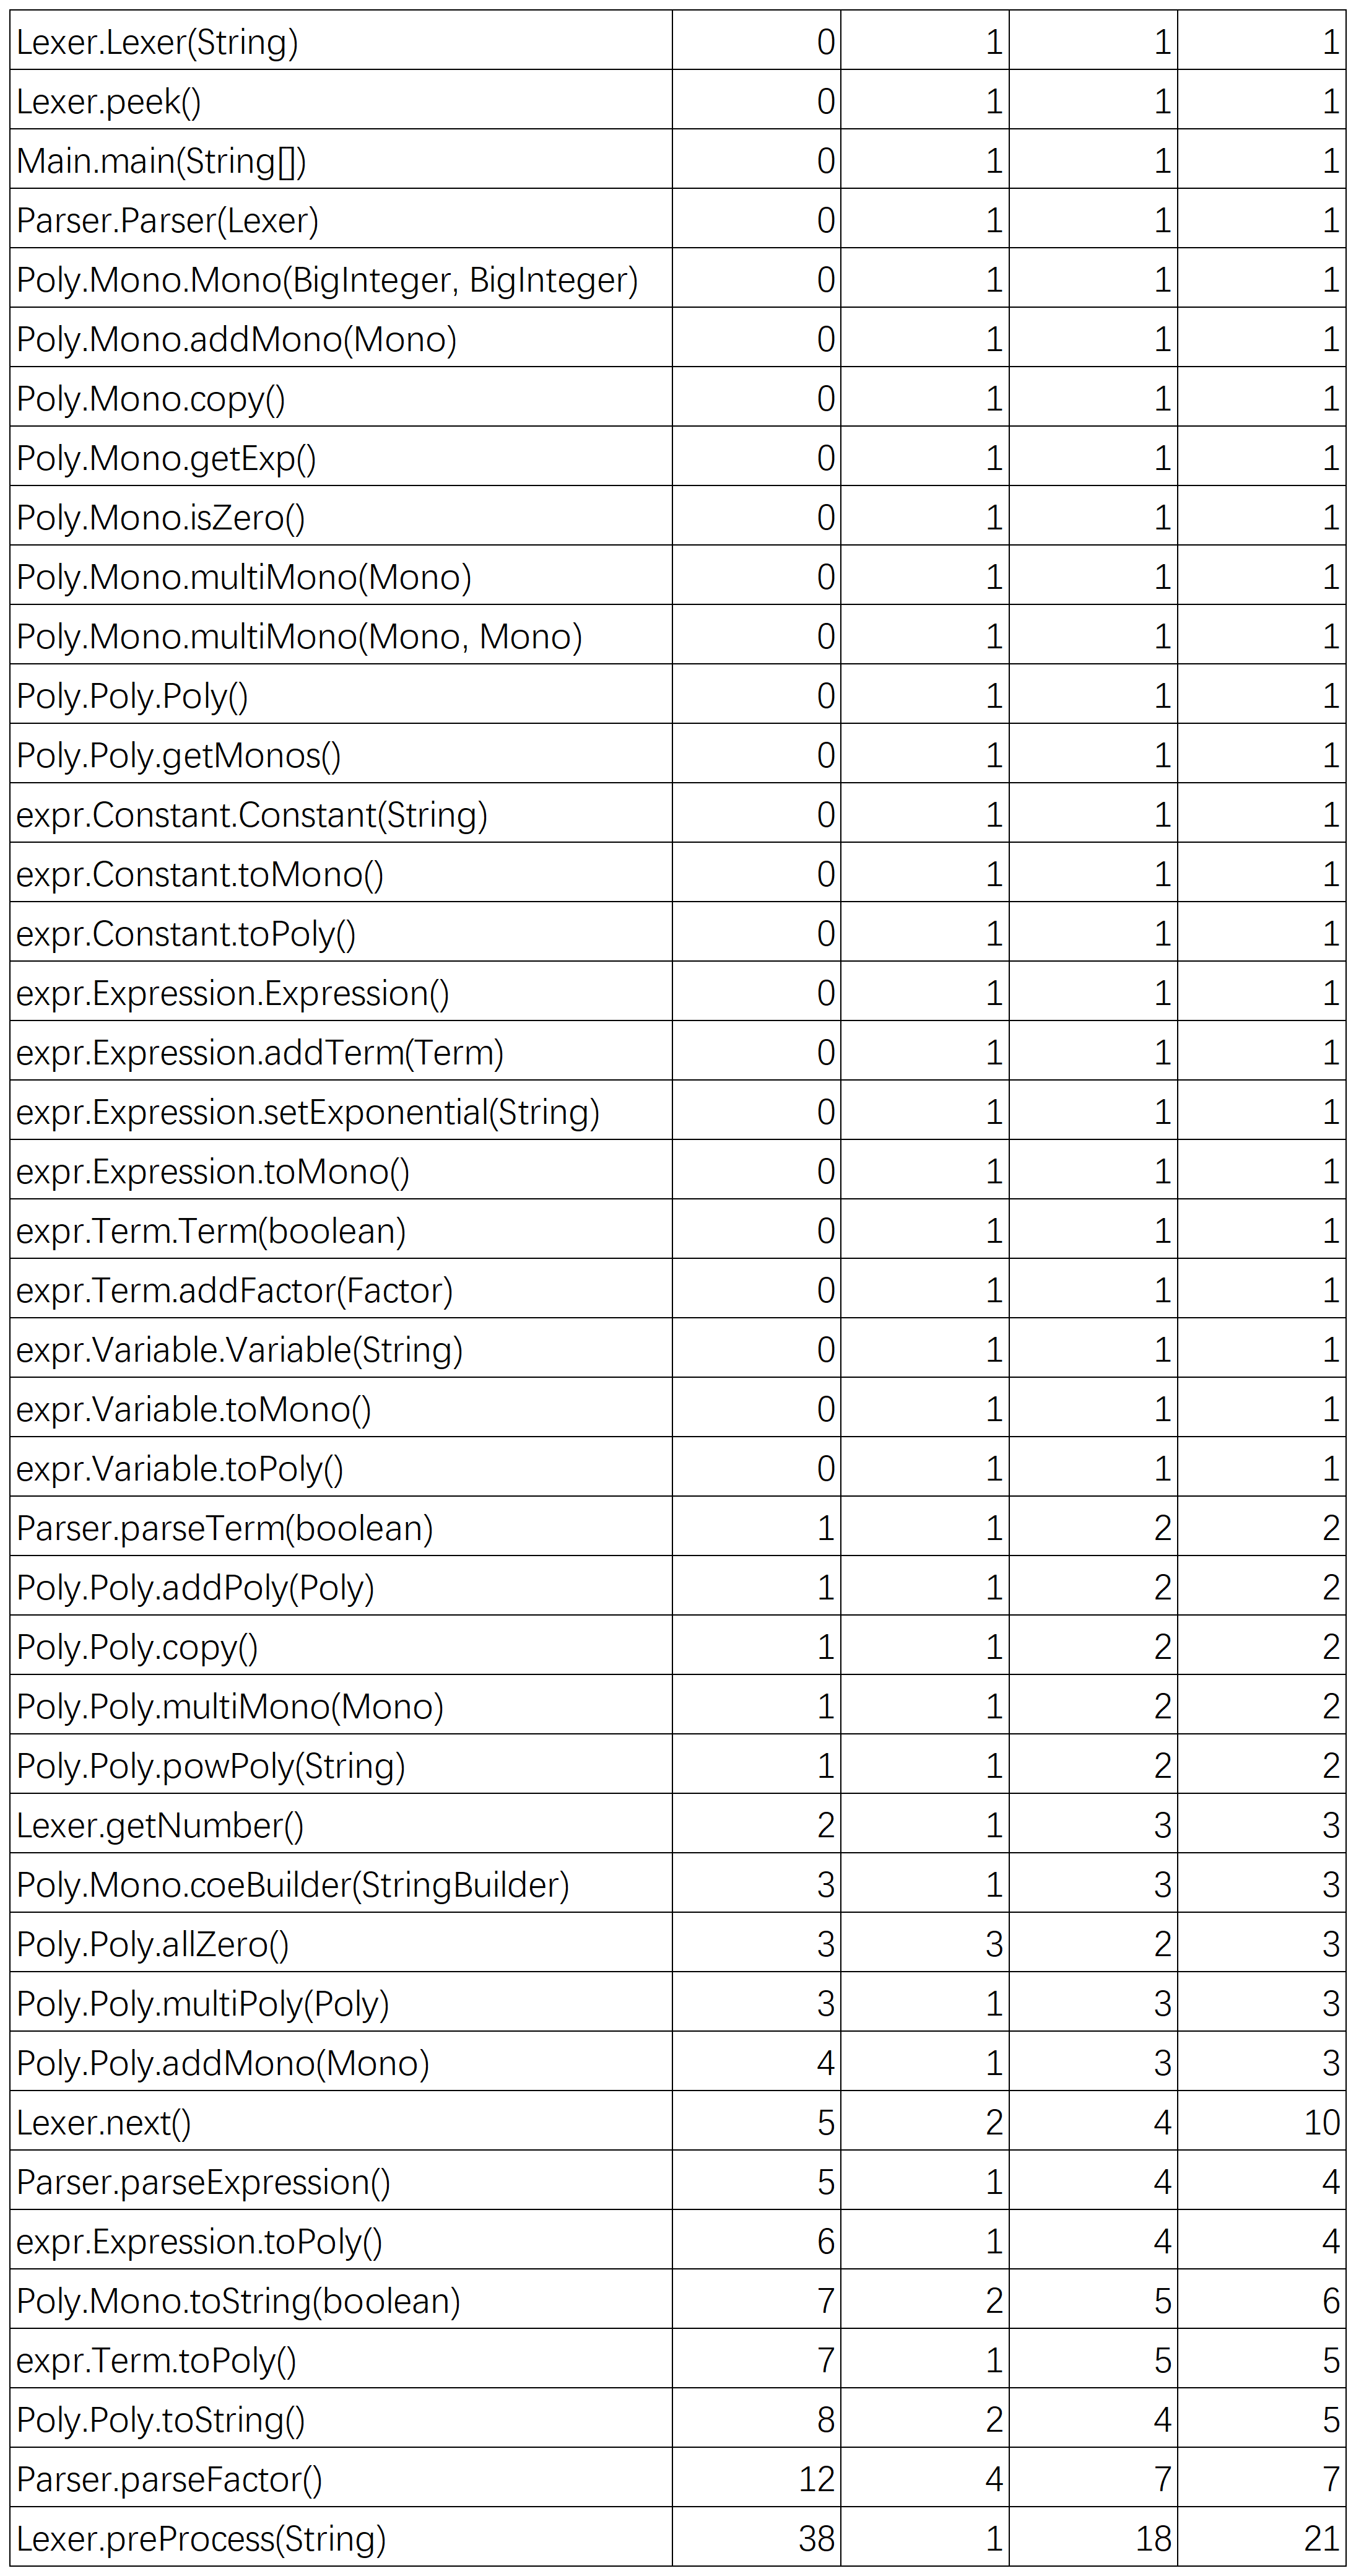 Lexer.Lexer(String) 0 1 1 1
Lexer.peek() 0 1 1 1
Main.main(String[]) 0 1 1 1
Parser.Parser(Lexer) 0 1 1 1
Poly.Mono.Mono(BigInteger, BigInteger) 0 1 1 1
Poly.Mono.addMono(Mono) 0 1 1 1
Poly.Mono.copy() 0 1 1 1
Poly.Mono.getExp() 0 1 1 1
Poly.Mono.isZero() 0 1 1 1
Poly.Mono.multiMono(Mono) 0 1 1 1
Poly.Mono.multiMono(Mono, Mono) 0 1 1 1
Poly.Poly.Poly() 0 1 1 1
Poly.Poly.getMonos() 0 1 1 1
expr.Constant.Constant(String) 0 1 1 1
expr.Constant.toMono() 0 1 1 1
expr.Constant.toPoly() 0 1 1 1
expr.Expression.Expression() 0 1 1 1
expr.Expression.addTerm(Term) 0 1 1 1
expr.Expression.setExponential(String) 0 1 1 1
expr.Expression.toMono() 0 1 1 1
expr.Term.Term(boolean) 0 1 1 1
expr.Term.addFactor(Factor) 0 1 1 1
expr.Variable.Variable(String) 0 1 1 1
expr.Variable.toMono() 0 1 1 1
expr.Variable.toPoly() 0 1 1 1
Parser.parseTerm(boolean) 1 1 2 2
Poly.Poly.addPoly(Poly) 1 1 2 2
Poly.Poly.copy() 1 1 2 2
Poly.Poly.multiMono(Mono) 1 1 2 2
Poly.Poly.powPoly(String) 1 1 2 2
Lexer.getNumber() 2 1 3 3
Poly.Mono.coeBuilder(StringBuilder) 3 1 3 3
Poly.Poly.allZero() 3 3 2 3
Poly.Poly.multiPoly(Poly) 3 1 3 3
Poly.Poly.addMono(Mono) 4 1 3 3
Lexer.next() 5 2 4 10
Parser.parseExpression() 5 1 4 4
expr.Expression.toPoly() 6 1 4 4
Poly.Mono.toString(boolean) 7 2 5 6
expr.Term.toPoly() 7 1 5 5
Poly.Poly.toString() 8 2 4 5
Parser.parseFactor() 12 4 7 7
Lexer.preProcess(String) 38 1 18 21